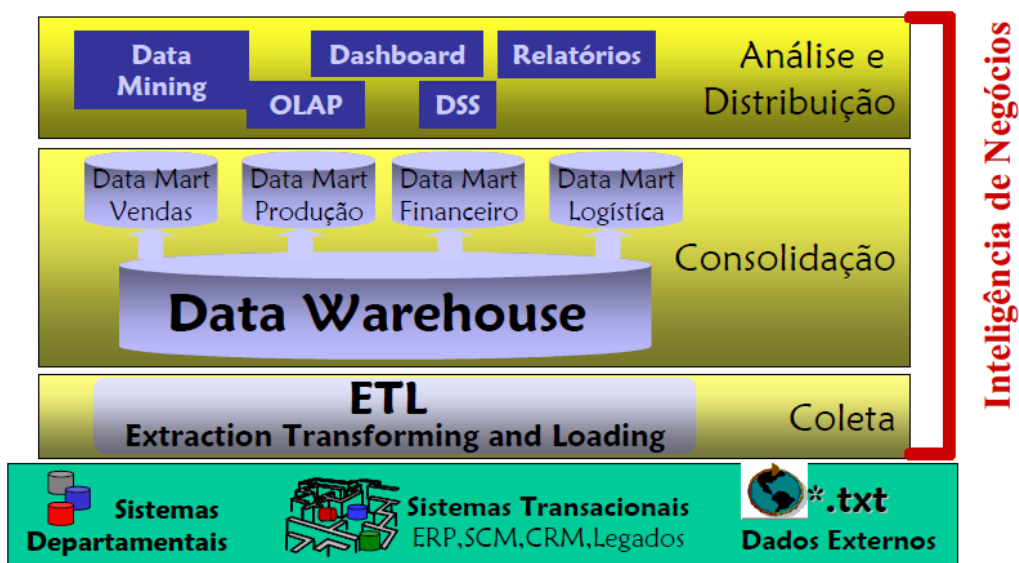 Data
Mining
Dashboard
Relatórios
OLAP
DSS
Análise e
Distribuição
Data Mart
Vendas
Data Mart
Produção
Data Mart
Financeiro
Data Mart
Logística
Consolidação
Data Warehouse
ETL
Extraction Transforming and Loading
Coleta
Inteligência de Negócios
Sistemas
Departamentais
Sistemas Transacionais
ERP,SCM,CRM,Legados
*.txt
Dados Externos